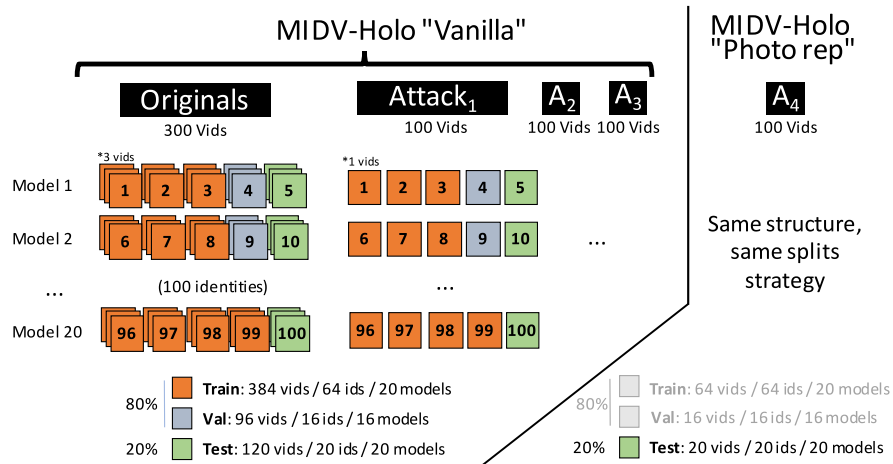 MIDV-Holo "Vanilla"
MIDV-Holo
"Photo rep"
Originals
Attack1
A2
A3
A4
300 Vids
100 Vids
100 Vids
100 Vids
100 Vids
*3 vids
*1 vids
Model 1
1 2 3 4 5
1 2 3 4 5
Model 2
6 7 8 9 10
6 7 8 9 10
...
Same structure,
same splits
strategy
...
(100 identities)
...
Model 20
96 97 98 99 100
96 97 98 99 100
80%
Train: 384 vids / 64 ids / 20 models
Val: 96 vids / 16 ids / 16 models
20%
Test: 120 vids / 20 ids / 20 models
80%
Train: 64 vids / 64 ids / 20 models
Val: 16 vids / 16 ids / 16 models
20%
Test: 20 vids / 20 ids / 20 models